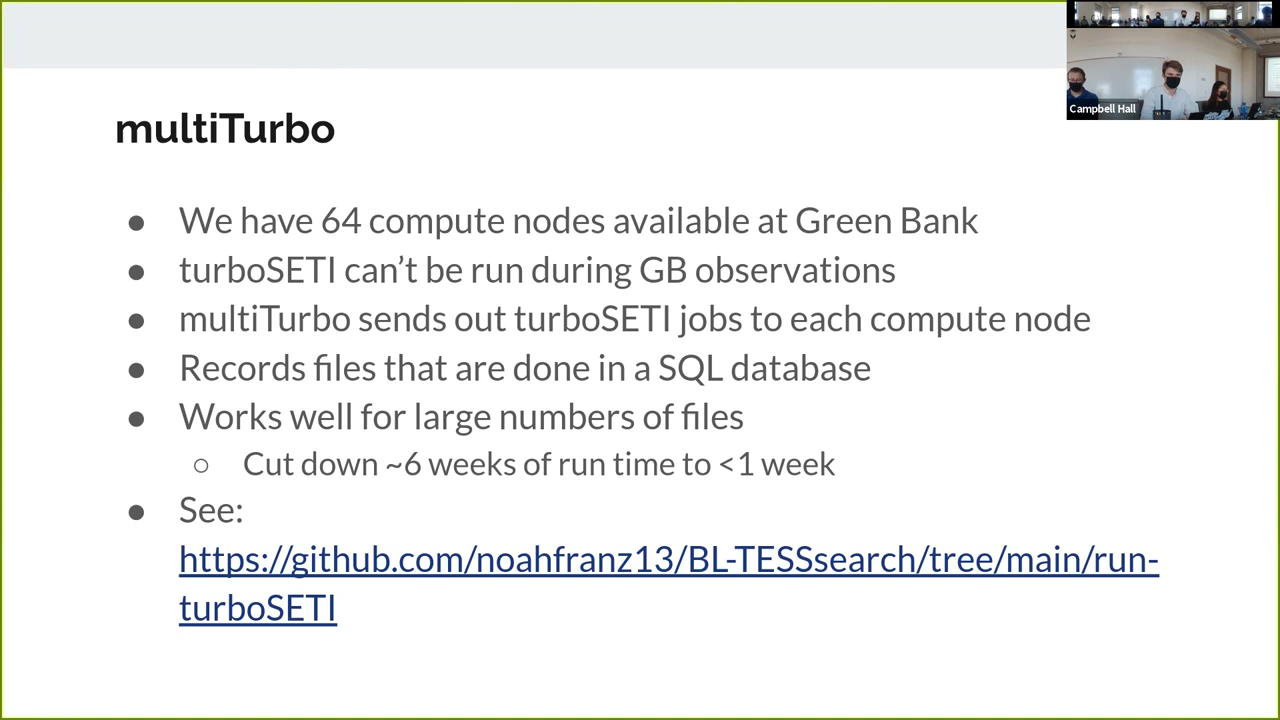 Campbell Hall
multiTurbo
● We have 64 compute nodes available at Green Bank
● turboSETI can’t be run during GB observations
● multiTurbo sends out turboSETI jobs to each compute node
● Records files that are done in a SQL database
● Works well for large numbers of files
○ Cut down ~6 weeks of run time to <1 week
● See:
https://github.com/noahfranz13/BL-TESSsearch/tree/main/run-
turboSETI